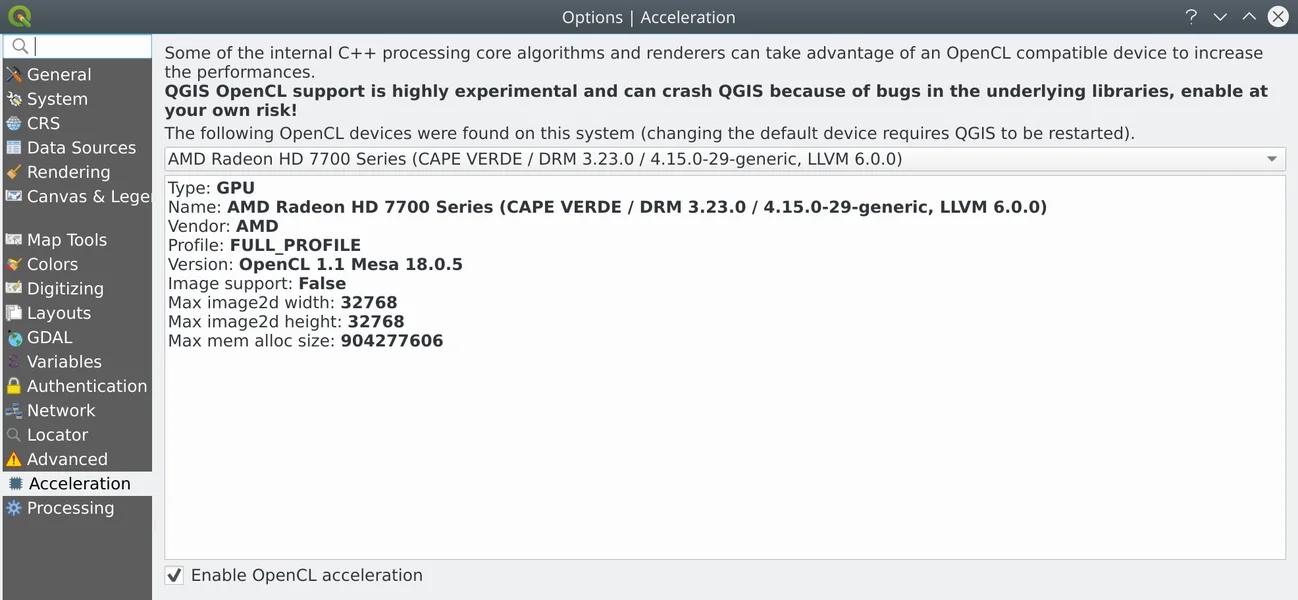 Options | Acceleration
General
System
CRS
Data Sources
Rendering
Canvas & Lege
Map Tools
Colors
Digitizing
Layouts
GDAL
Variables
Authentication
Network
Locator
Advanced
Acceleration
Processing
Some of the internal C++ processing core algorithms and renderers can take advantage of an OpenCL compatible device to increase
the performances.
QGIS OpenCL support is highly experimental and can crash QGIS because of bugs in the underlying libraries, enable at
your own risk!
The following OpenCL devices were found on this system (changing the default device requires QGIS to be restarted).
AMD Radeon HD 7700 Series (CAPE VERDE / DRM 3.23.0 / 4.15.0-29-generic, LLVM 6.0.0)
Type: GPU
Name: AMD Radeon HD 7700 Series (CAPE VERDE / DRM 3.23.0 / 4.15.0-29-generic, LLVM 6.0.0)
Vendor: AMD
Profile: FULL_PROFILE
Version: OpenCL 1.1 Mesa 18.0.5
Image support: False
Max image2d width: 32768
Max image2d height: 32768
Max mem alloc size: 904277606
Enable OpenCL acceleration